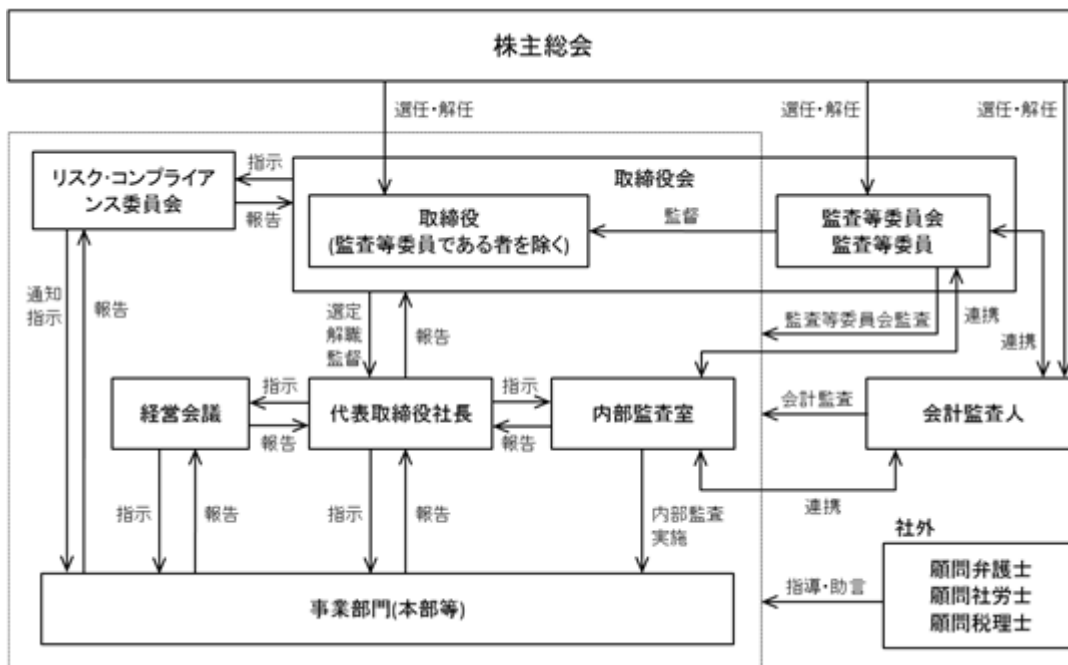 株主総会
選任・解任
選任・解任
選任・解任
リスク・コンプライア
ンス委員会
指示
報告
取締役会
取締役
(監査等委員である者を除く)
監督
監査等委員会
監査等委員
通知
指示
報告
選定
解職
監督
報告
監査等委員会監査
連携
連携
経営会議
指示
報告
代表取締役社長
指示
報告
内部監査室
会計監査
会計監査人
指示
報告
指示
報告
内部監査
実施
連携
社外
事業部門(本部等)
指導・助言
顧問弁護士
顧問社労士
顧問税理士